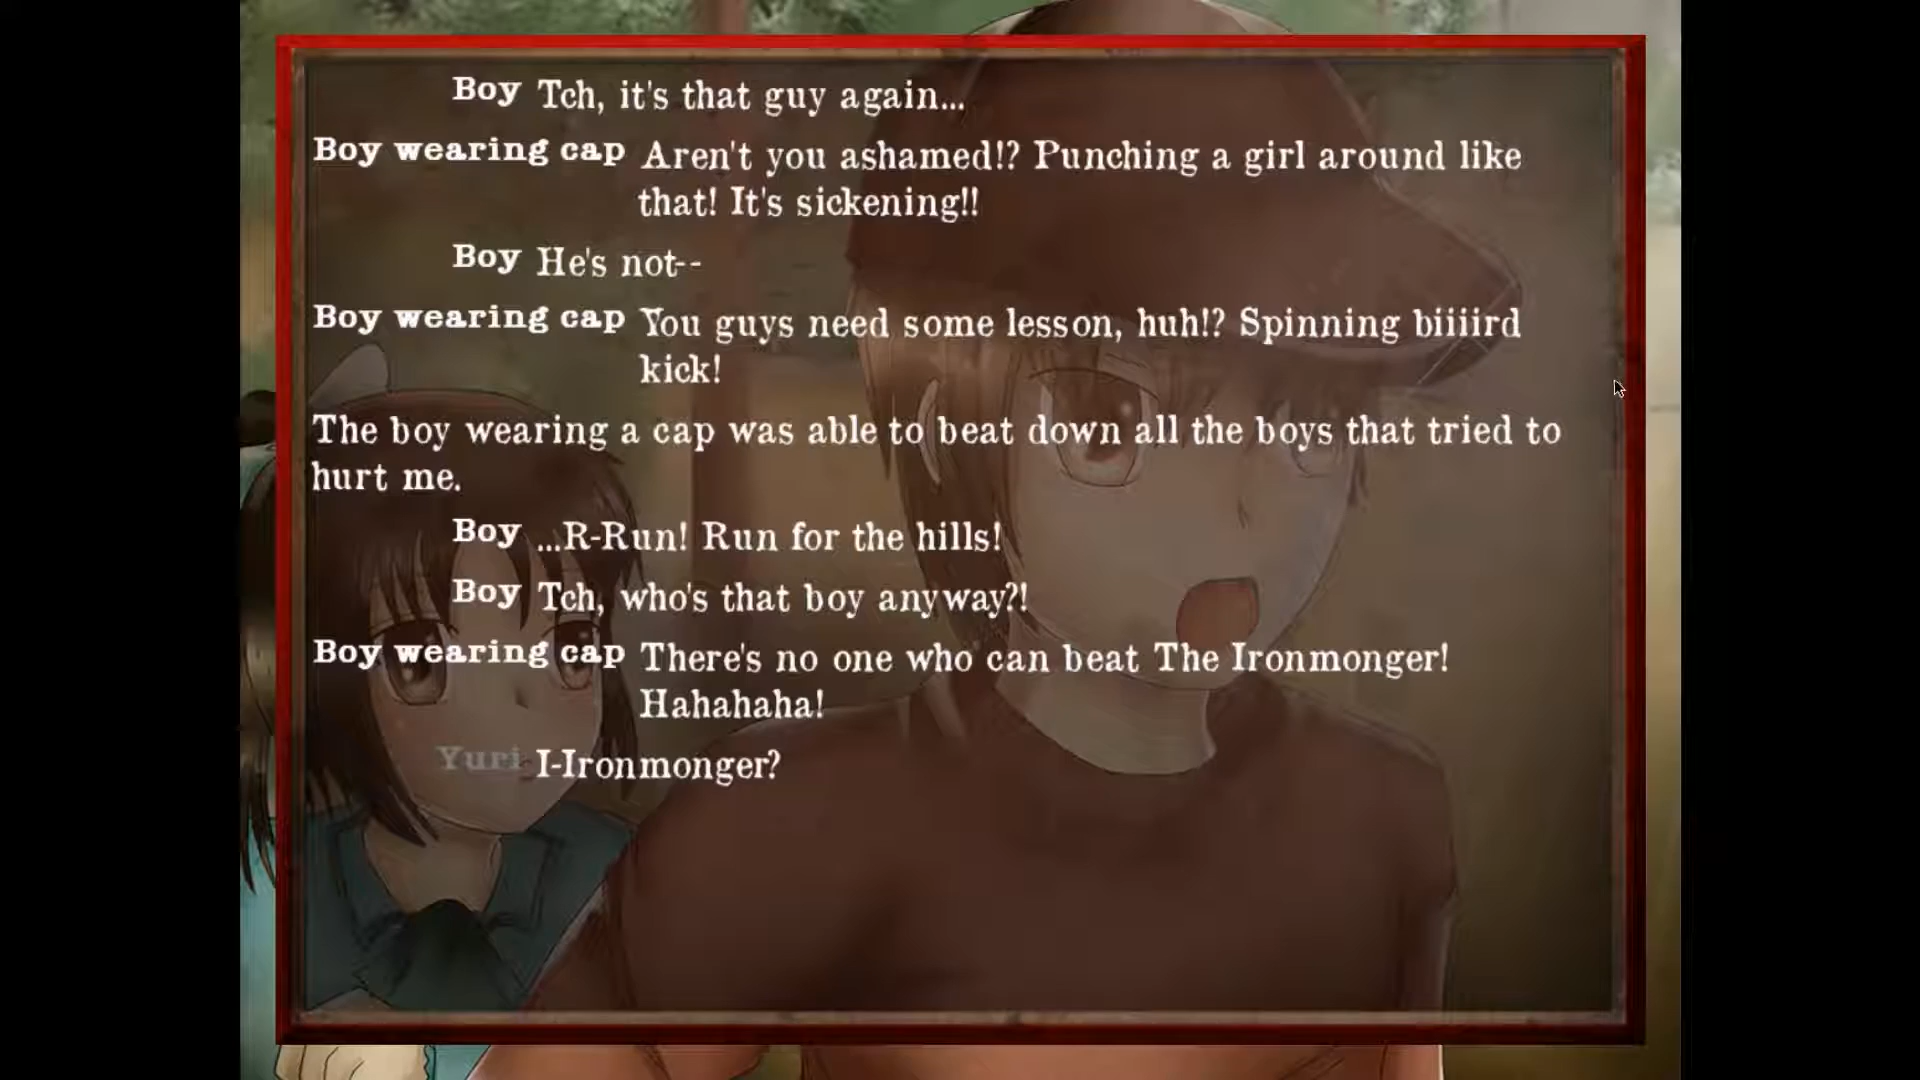 Boy Tch, it's that guy again...
Boy wearing cap Aren't you ashamed!? Punching a girl around like
that! It's sickening!!
Boy He's not--
Boy wearing cap You guys need some lesson, huh!? Spinning biiiird
kick!
The boy wearing a cap was able to beat down all the boys that tried to
hurt me.
Boy ...R-Run! Run for the hills!
Boy Tch, who's that boy anyway?!
Boy wearing cap There's no one who can beat The Ironmonger!
Hahahaha!
Yuri I-Ironmonger?